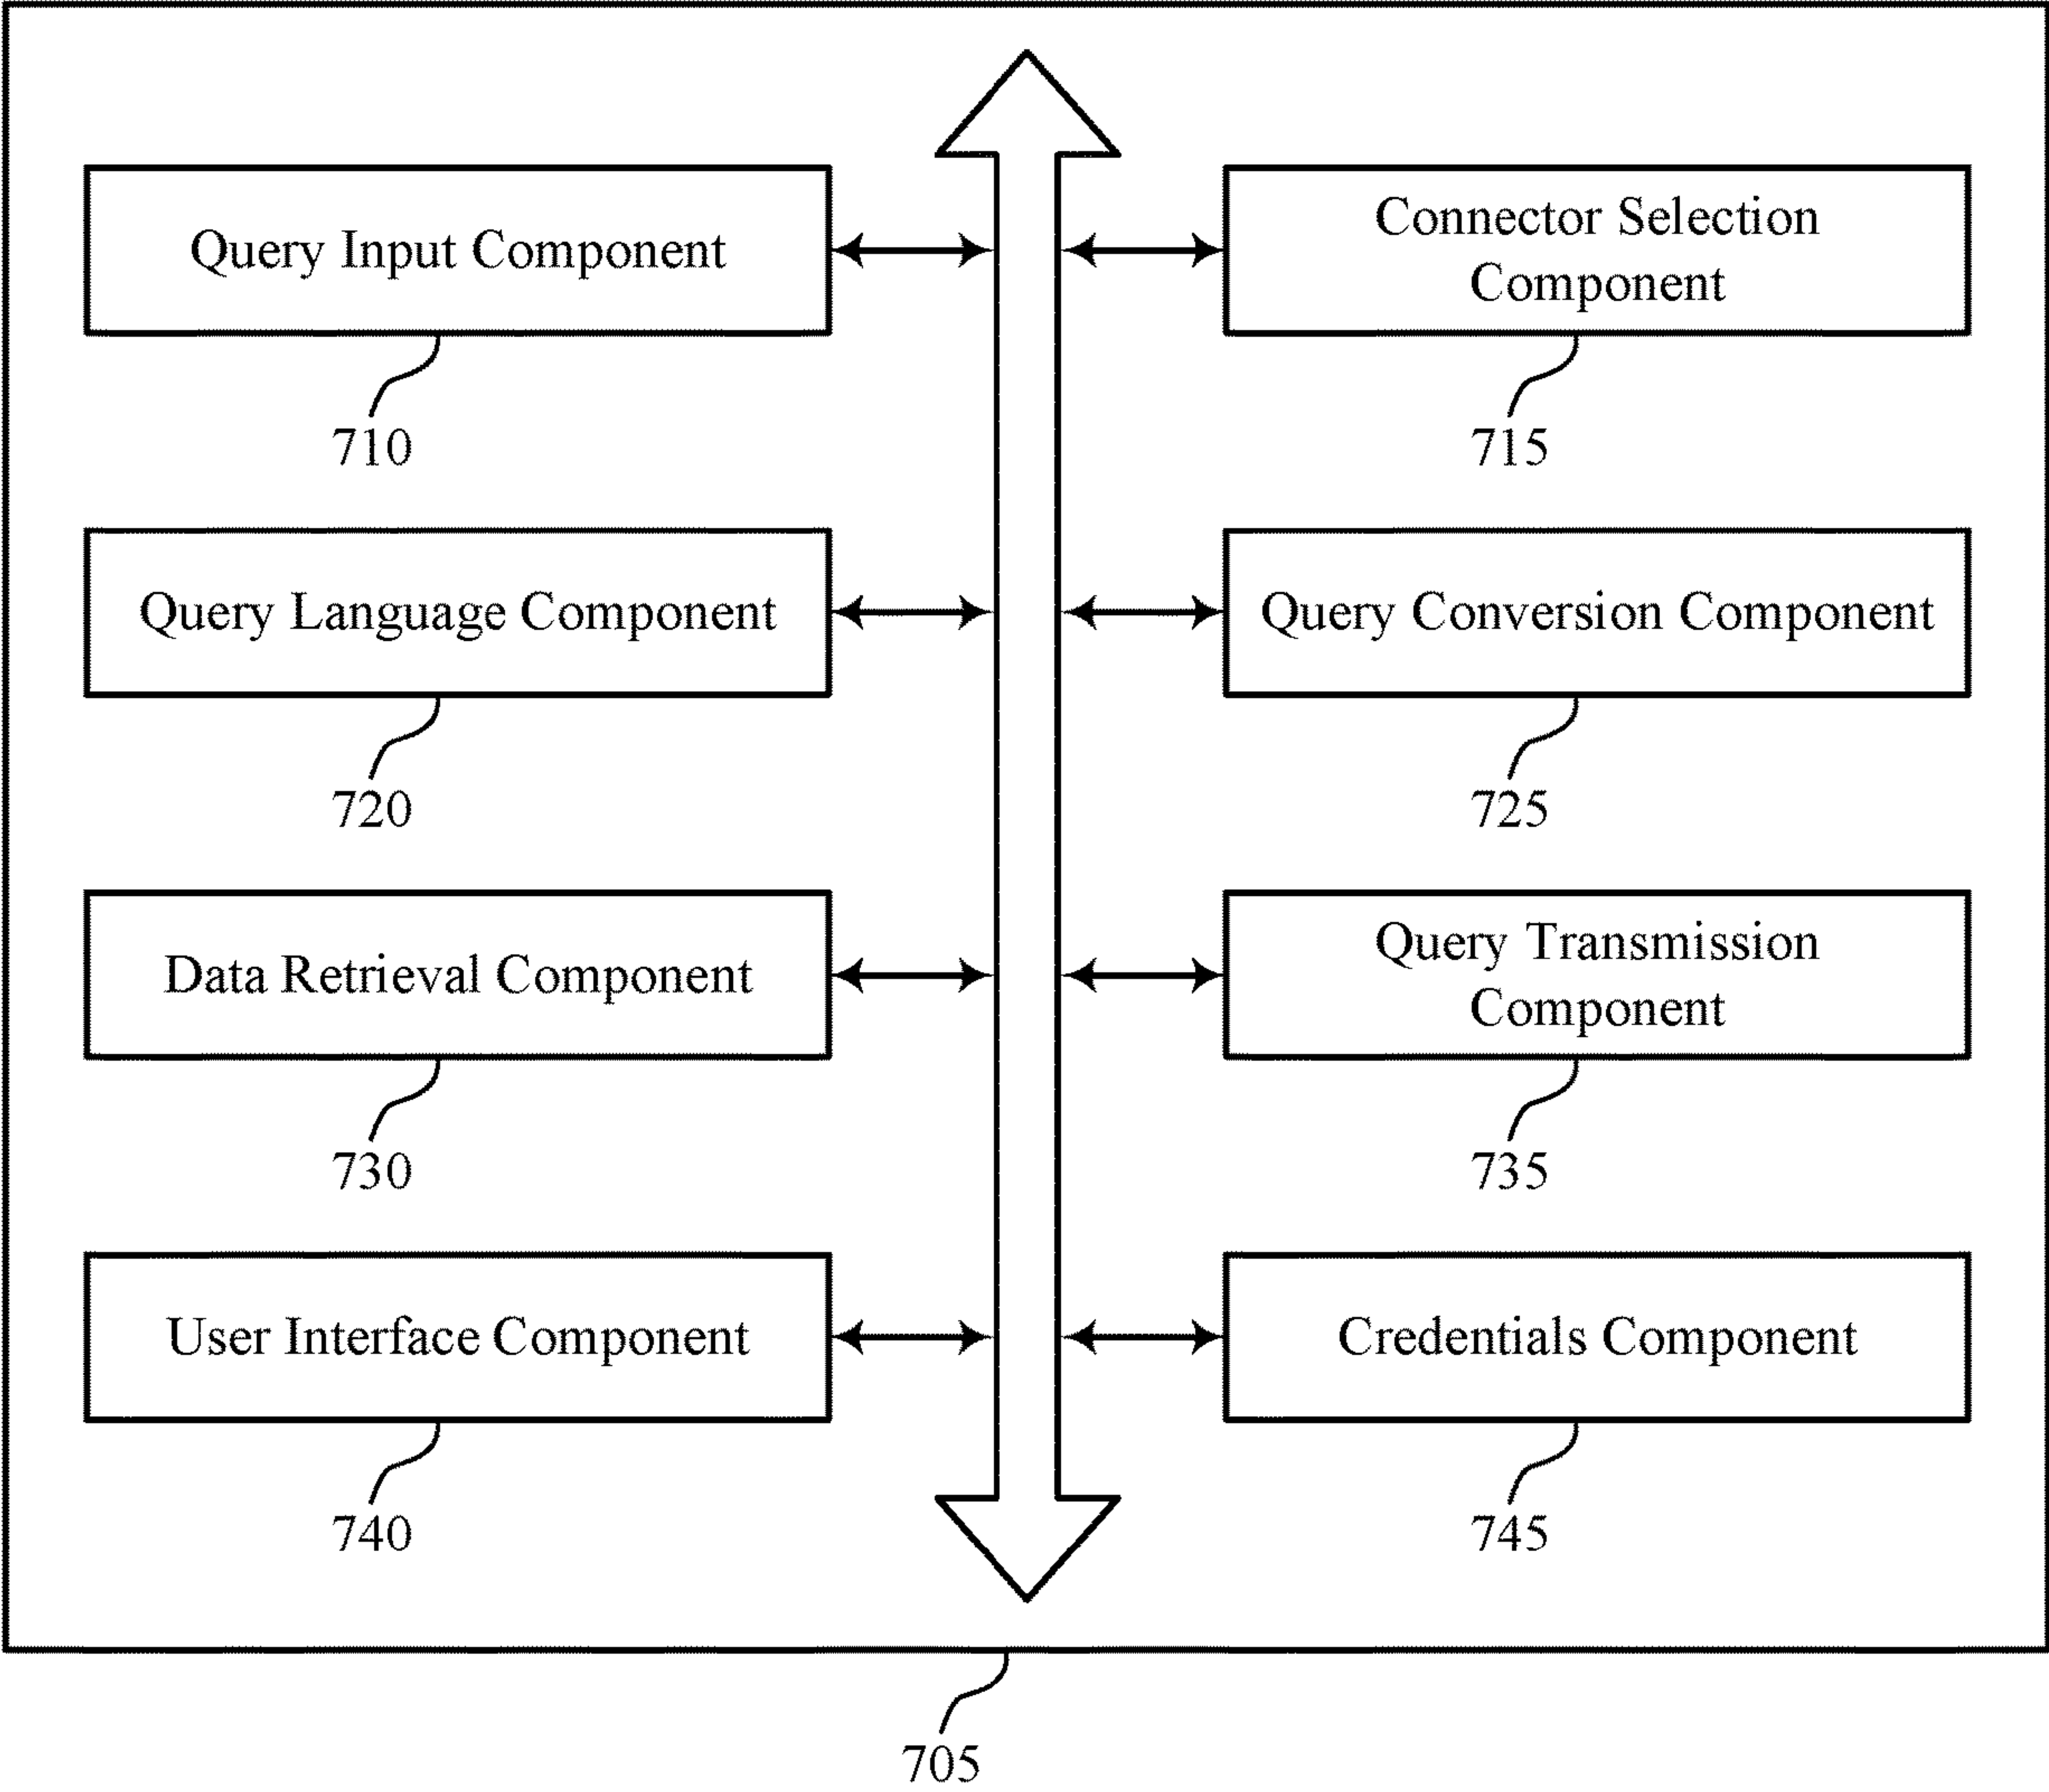 Query Input Component
Connector Selection
Component
710
715
Query Language Component
Query Conversion Component
720
725
Data Retrieval Component
Query Transmission
Component
730
735
User Interface Component
Credentials Component
740
745
705